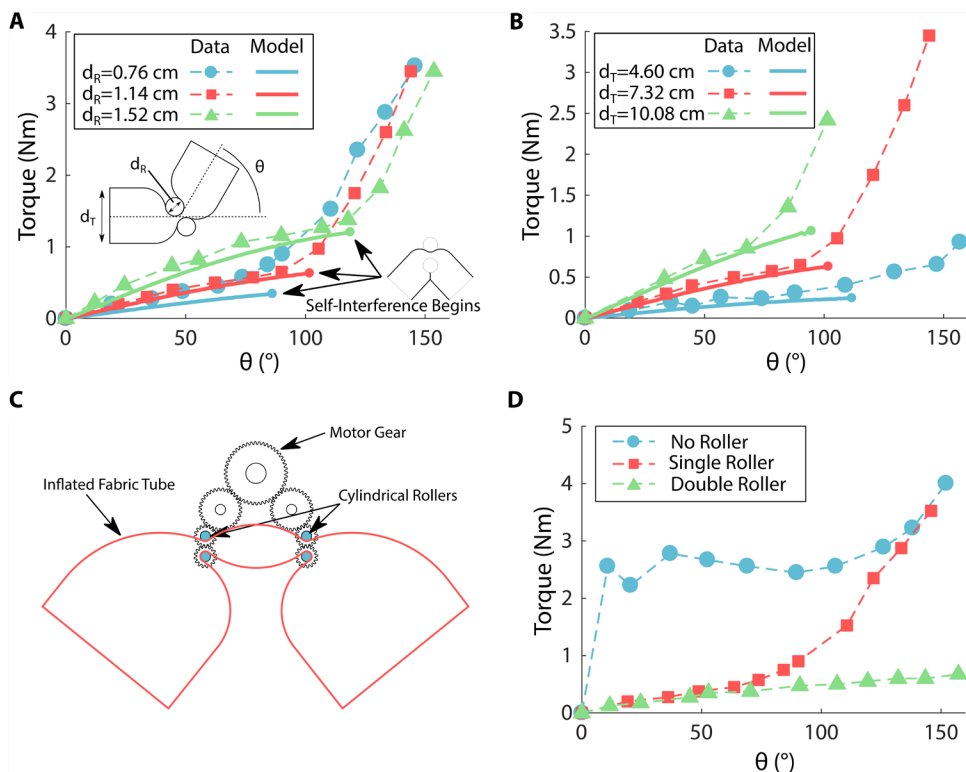 A
Data Model
d_R=0.76 cm
d_R=1.14 cm
d_R=1.52 cm
d_R
θ
d_T
Self-Interference Begins
Torque (Nm)
4
3
2
1
0
0 50 100 150
θ (°)
B
Data Model
d_T=4.60 cm
d_T=7.32 cm
d_T=10.08 cm
Torque (Nm)
3.5
3
2.5
2
1.5
1
0.5
0
0 50 100 150
θ (°)
C
Motor Gear
Inflated Fabric Tube
Cylindrical Rollers
D
No Roller
Single Roller
Double Roller
Torque (Nm)
5
4
3
2
1
0
0 50 100 150
θ (°)